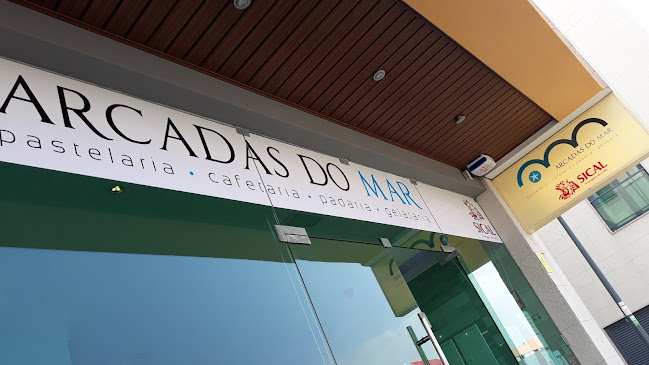 ARCADAS DO MAR
pastelaria · cafetaria · padaria · gelataria
SICAL
ARCADAS DO MAR
SICAL